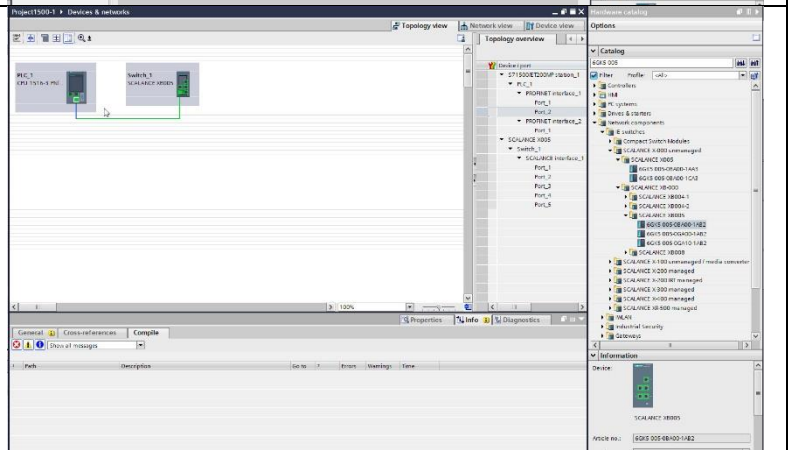 Project1500-1 ▸ Devices & networks
Topology view
Network view
Device view
PLC_1
CPU 1516-3 PN/...
Switch_1
SCALANCE XB005
100%
Topology overview
Device / port
S71500/ET200MP station_1
PLC_1
PROFINET interface_1
Port_1
Port_2
PROFINET interface_2
Port_1
SCALANCE X005
Switch_1
SCALANCE interface_1
Port_1
Port_2
Port_3
Port_4
Port_5
Properties
Info
Diagnostics
General
Cross-references
Compile
Show all messages
!
Path
Description
Go to
?
Errors
Warnings
Time
Hardware catalog
Options
Catalog
6GK5 005
Filter
Profile:
<All>
Controllers
HMI
PC systems
Drives & starters
Network components
IE switches
Compact Switch Modules
SCALANCE X-000 unmanaged
SCALANCE X005
6GK5 005-0BA00-1AA3
6GK5 005-0BA00-1CA3
SCALANCE XB-000
SCALANCE XB004-1
SCALANCE XB004-2
SCALANCE XB005
6GK5 005-0BA00-1AB2
6GK5 005-0GA00-1AB2
6GK5 005-0GA10-1AB2
SCALANCE XB008
SCALANCE X-100 unmanaged / media converter
SCALANCE X-200 managed
SCALANCE X-200 IRT managed
SCALANCE X-300 managed
SCALANCE X-400 managed
SCALANCE XR-500 managed
WLAN
Industrial Security
Gateways
Information
Device:
SCALANCE XB005
Article no.:
6GK5 005-0BA00-1AB2